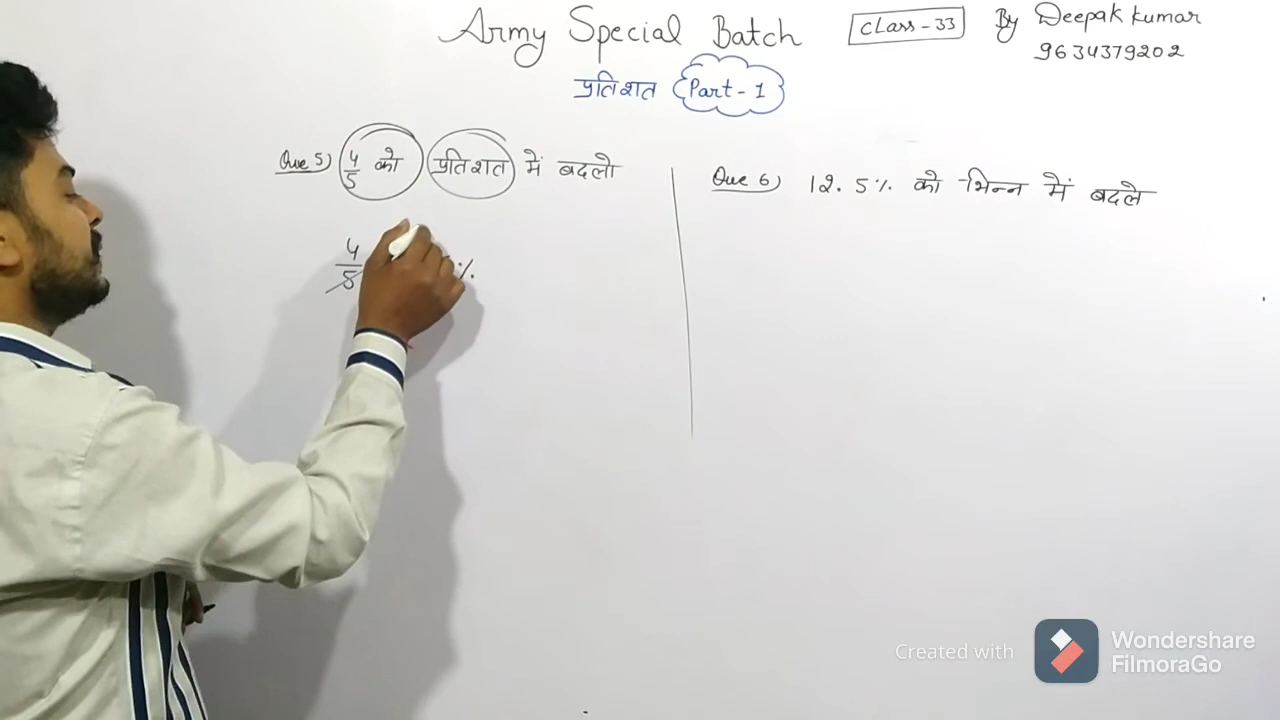 Army Special Batch CLass-33 By Deepak kumar
9634379202
प्रतिशत Part-1
Que 5) 4/5 को प्रतिशत में बदलो
Que 6) 12.5% को भिन्न में बदले
4/5 %
Created with Wondershare FilmoraGo